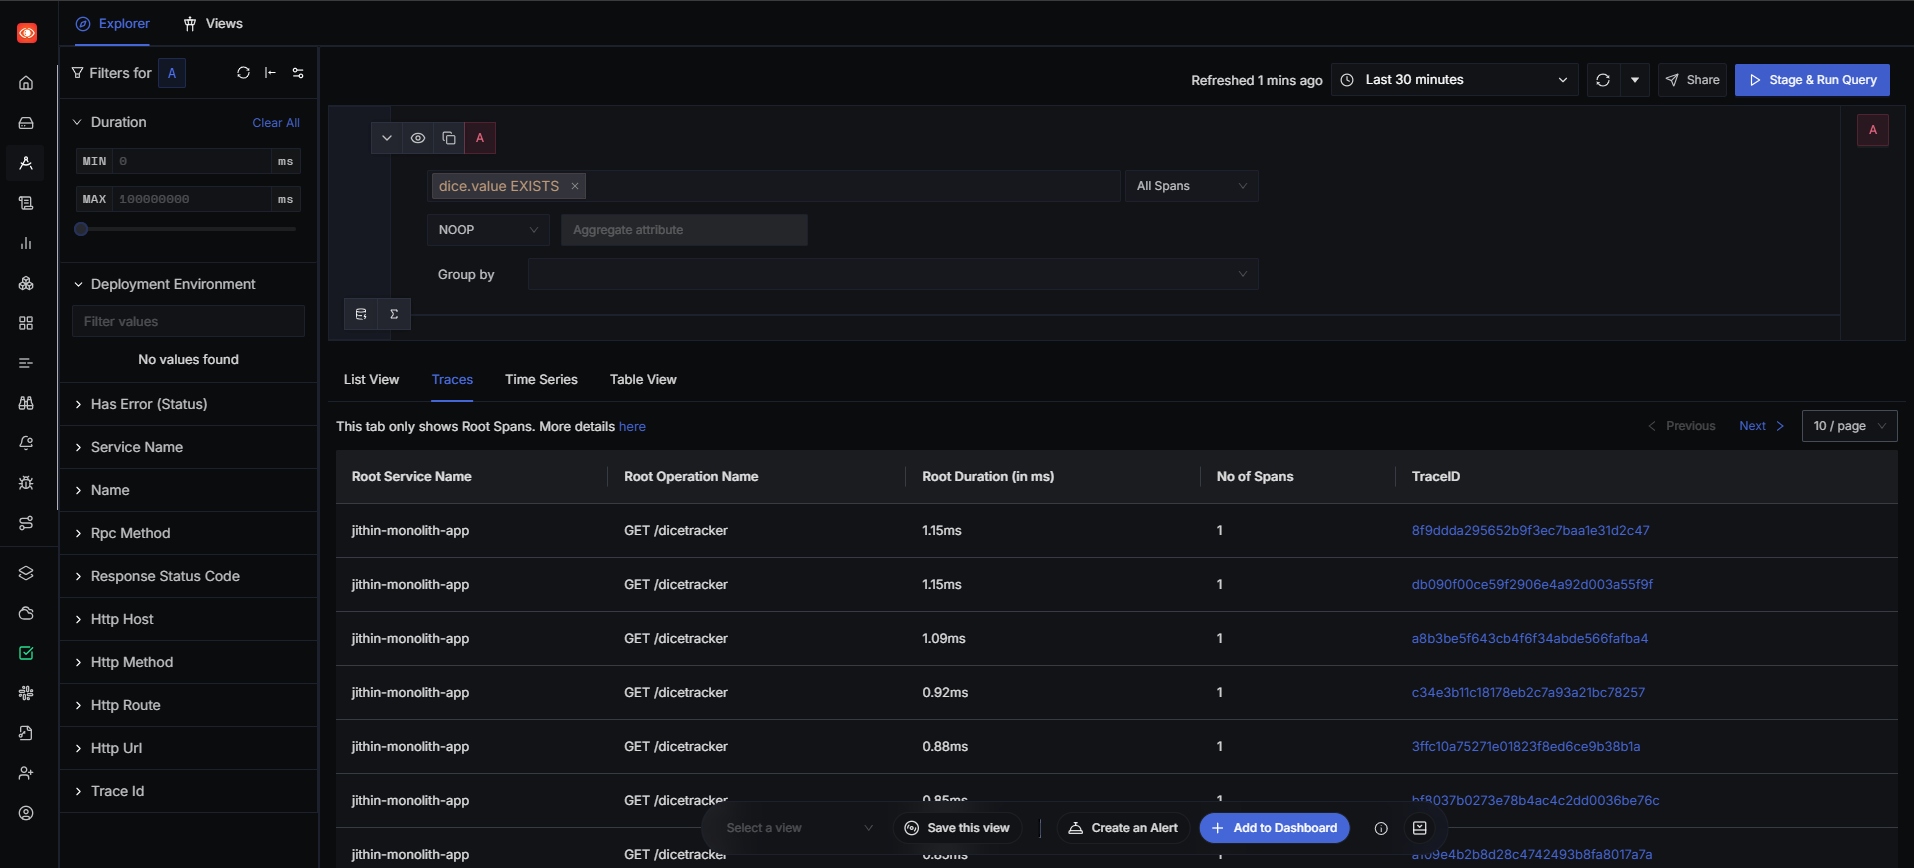 Explorer
Views
Filters for A
Refreshed 1 mins ago
Last 30 minutes
Share
Stage & Run Query
Duration
Clear All
MIN 0 ms
MAX 100000000 ms
A
A
dice.value EXISTS ×
All Spans
NOOP
Aggregate attribute
Group by
Σ
Deployment Environment
Filter values
No values found
Has Error (Status)
Service Name
Name
Rpc Method
Response Status Code
Http Host
Http Method
Http Route
Http Url
Trace Id
List View
Traces
Time Series
Table View
This tab only shows Root Spans. More details here
Previous
Next
10 / page
Root Service Name Root Operation Name Root Duration (in ms) No of Spans TraceID
jithin-monolith-app GET /dicetracker 1.15ms 1 8f9ddda295652b9f3ec7baa1e31d2c47
jithin-monolith-app GET /dicetracker 1.15ms 1 db090f00ce59f2906e4a92d003a55f9f
jithin-monolith-app GET /dicetracker 1.09ms 1 a8b3be5f643cb4f6f34abde566fafba4
jithin-monolith-app GET /dicetracker 0.92ms 1 c34e3b11c18178eb2c7a93a21bc78257
jithin-monolith-app GET /dicetracker 0.88ms 1 3ffc10a75271e01823f8ed6ce9b38b1a
jithin-monolith-app GET /dicetracker 0.85ms 1 bf8037b0273e78b4ac4c2dd0036be76c
Select a view
Save this view
Create an Alert
Add to Dashboard
jithin-monolith-app GET /dicetracker 1 a109e4b2b8d28c4742493b8fa8017a7a